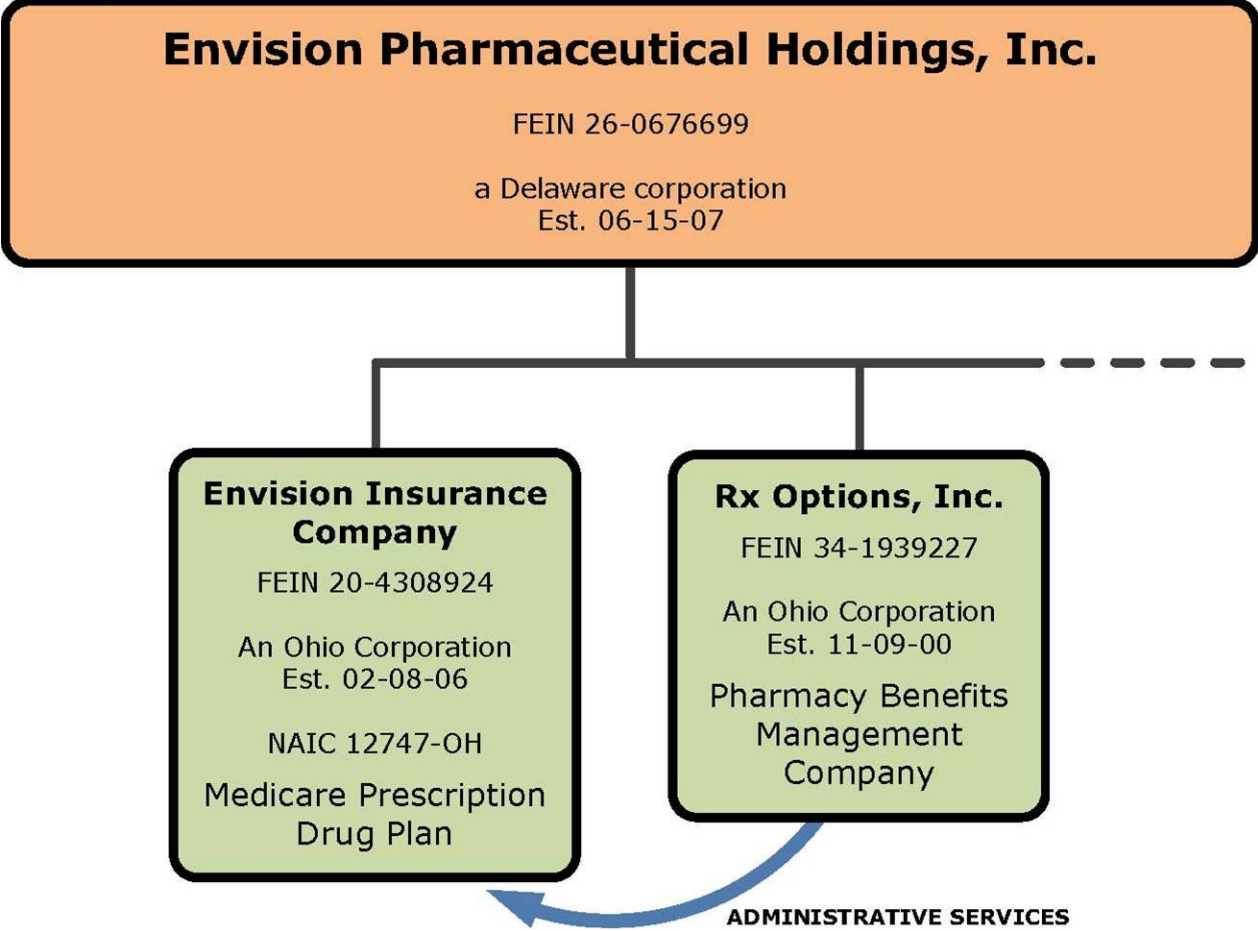 Envision Pharmaceutical Holdings, Inc.
FEIN 26-0676699
a Delaware corporation
Est. 06-15-07
Envision Insurance
Company
FEIN 20-4308924
An Ohio Corporation
Est. 02-08-06
NAIC 12747-OH
Medicare Prescription
Drug Plan
Rx Options, Inc.
FEIN 34-1939227
An Ohio Corporation
Est. 11-09-00
Pharmacy Benefits
Management
Company
ADMINISTRATIVE SERVICES